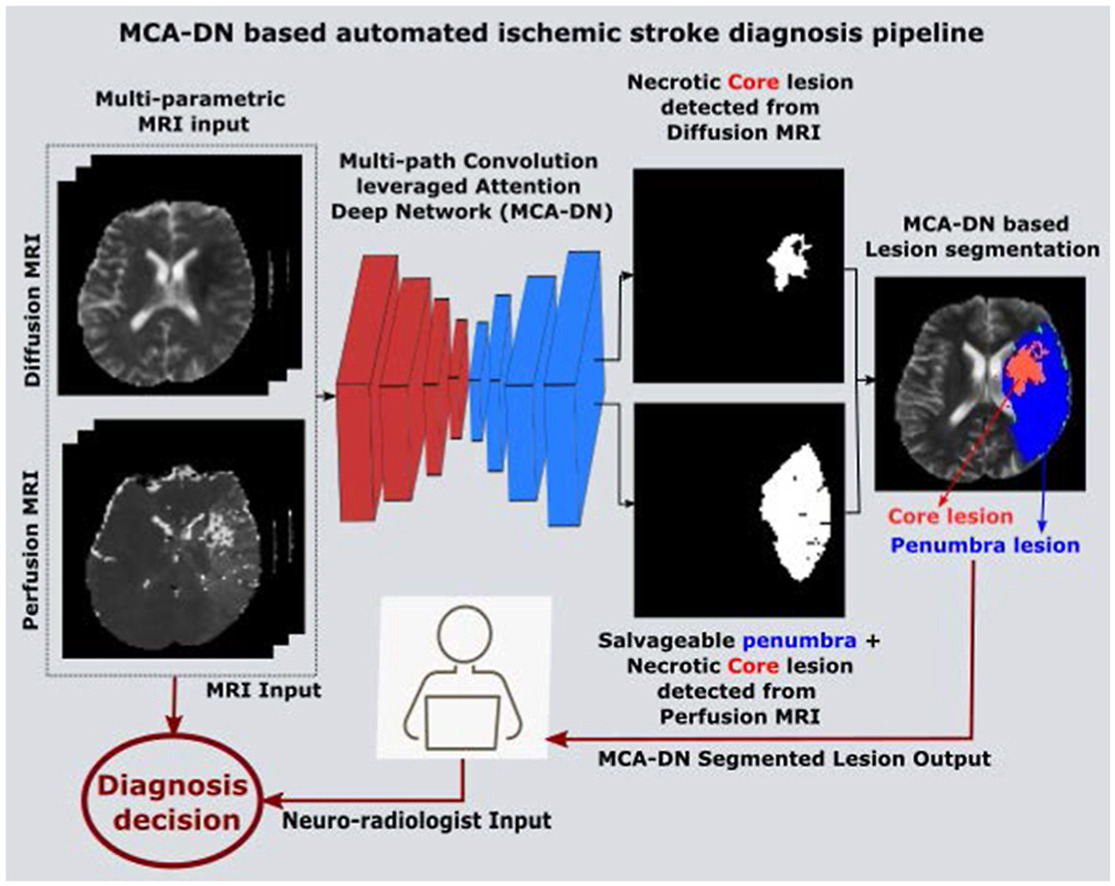 MCA-DN based automated ischemic stroke diagnosis pipeline
Multi-parametric
MRI input
Diffusion MRI
Perfusion MRI
MRI Input
Multi-path Convolution
leveraged Attention
Deep Network (MCA-DN)
Necrotic Core lesion
detected from
Diffusion MRI
Salvageable penumbra +
Necrotic Core lesion
detected from
Perfusion MRI
MCA-DN based
Lesion segmentation
Core lesion
Penumbra lesion
MCA-DN Segmented Lesion Output
Neuro-radiologist Input
Diagnosis
decision